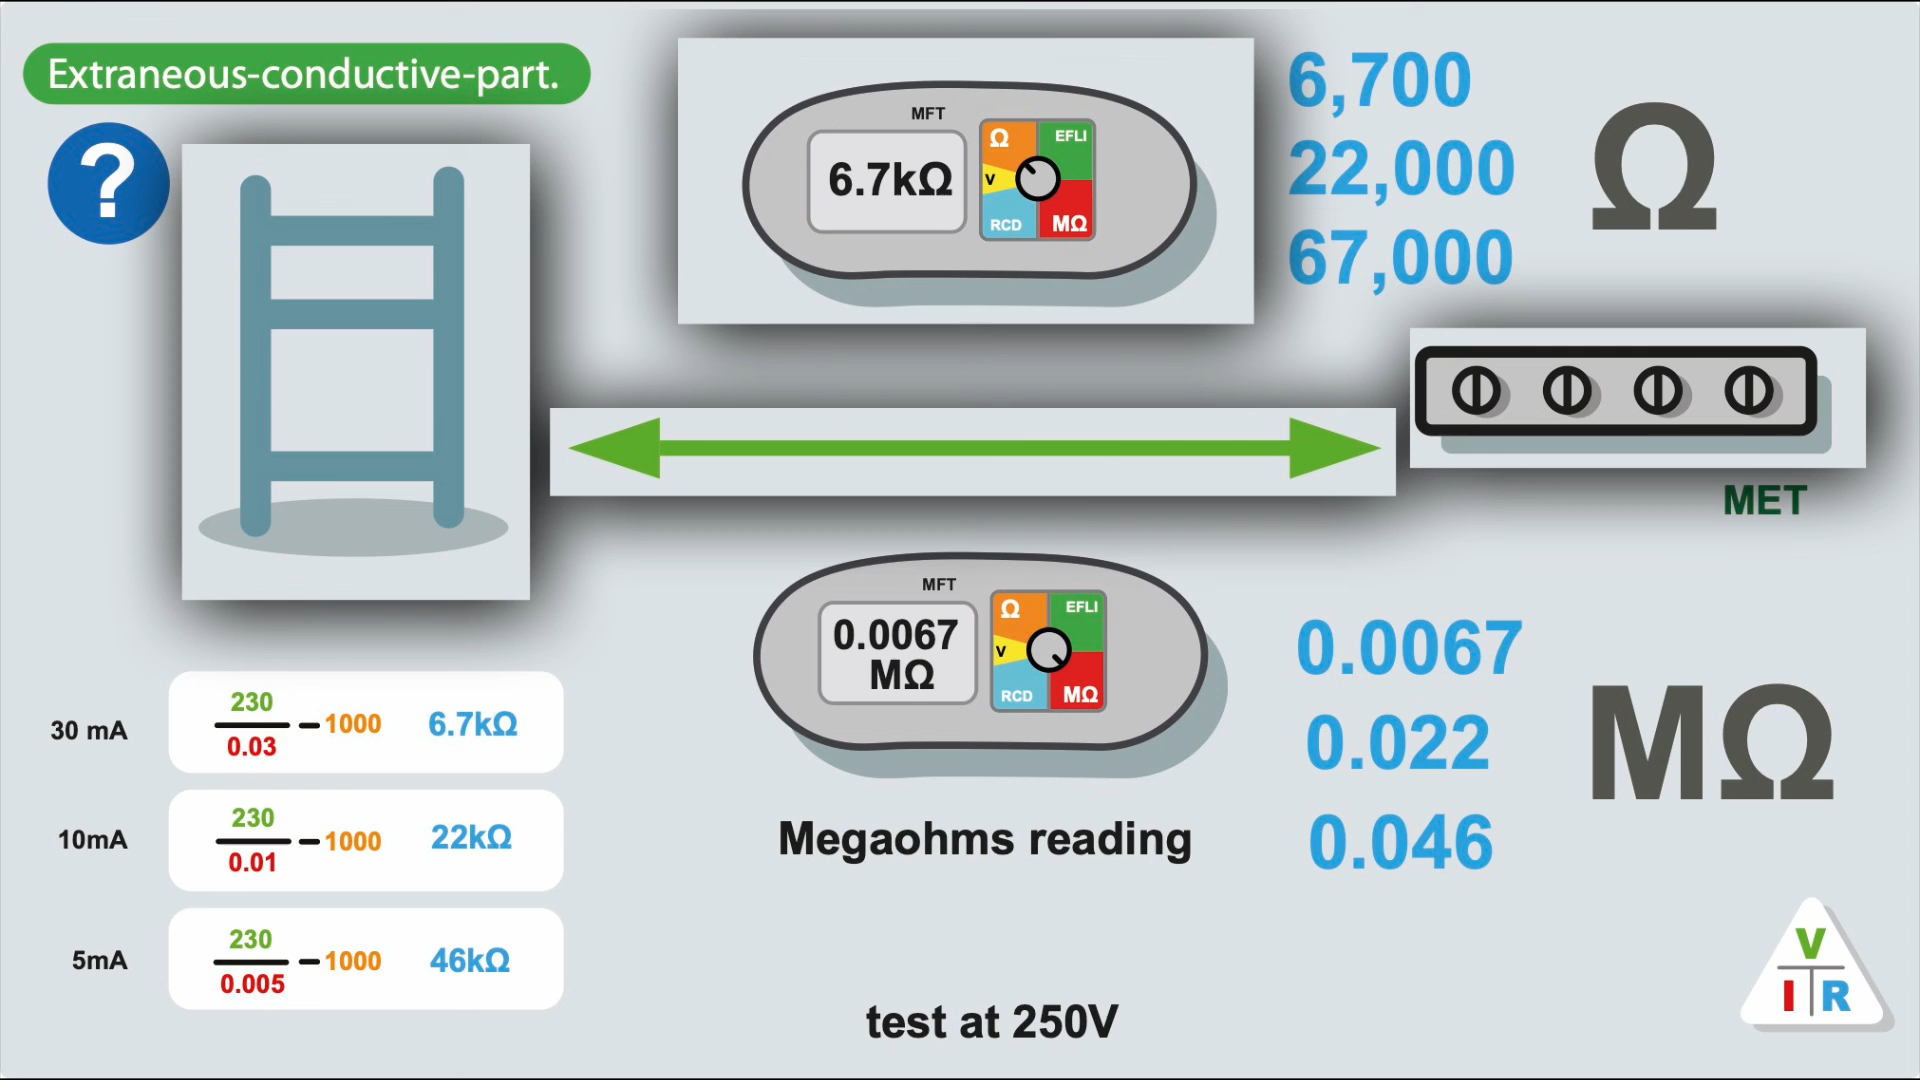 Extraneous-conductive-part.
?
MFT
6.7kΩ
Ω
EFLI
V
RCD
MΩ
6,700
22,000
67,000
Ω
MET
MFT
0.0067
MΩ
Ω
EFLI
V
RCD
MΩ
0.0067
0.022
0.046
MΩ
Megaohms reading
test at 250V
30 mA
230
0.03
– 1000
6.7kΩ
10mA
230
0.01
– 1000
22kΩ
5mA
230
0.005
– 1000
46kΩ
V
I R